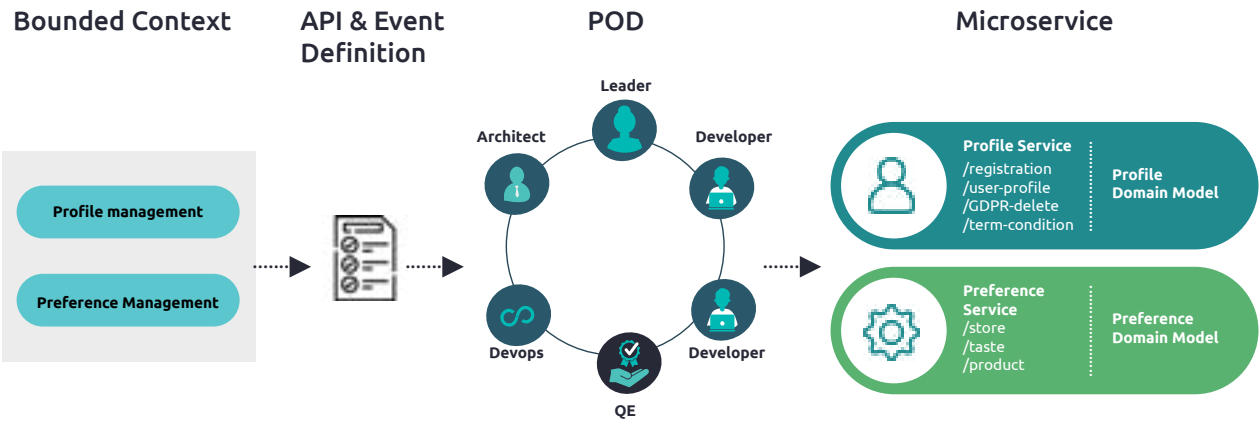 Bounded Context
API & Event
Definition
POD
Microservice
Profile management
Preference Management
Leader
Architect
Developer
Devops
Developer
QE
Profile Service
/registration
/user-profile
/GDPR-delete
/term-condition
Profile
Domain Model
Preference
Service
/store
/taste
/product
Preference
Domain Model